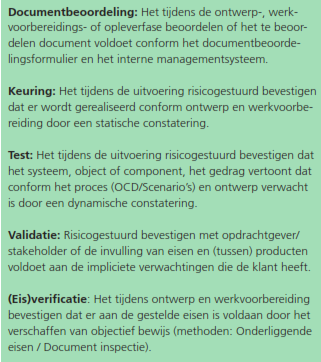 Documentbeoordeling: Het tijdens de ontwerp-, werk-
voorbereidings- of opleverfase beoordelen of het te beoor-
delen document voldoet conform het documentbeoorde-
lingsformulier en het interne managementsysteem.
Keuring: Het tijdens de uitvoering risicogestuurd bevestigen
dat er wordt gerealiseerd conform ontwerp en werkvoorbe-
reiding door een statische constatering.
Test: Het tijdens de uitvoering risicogestuurd bevestigen dat
het systeem, object of component, het gedrag vertoont dat
conform het proces (OCD/Scenario's) en ontwerp verwacht
is door een dynamische constatering.
Validatie: Risicogestuurd bevestigen met opdrachtgever/
stakeholder of de invulling van eisen en (tussen) producten
voldoet aan de impliciete verwachtingen die de klant heeft.
(Eis)verificatie: Het tijdens ontwerp en werkvoorbereiding
bevestigen dat er aan de gestelde eisen is voldaan door het
verschaffen van objectief bewijs (methoden: Onderliggende
eisen / Document inspectie).